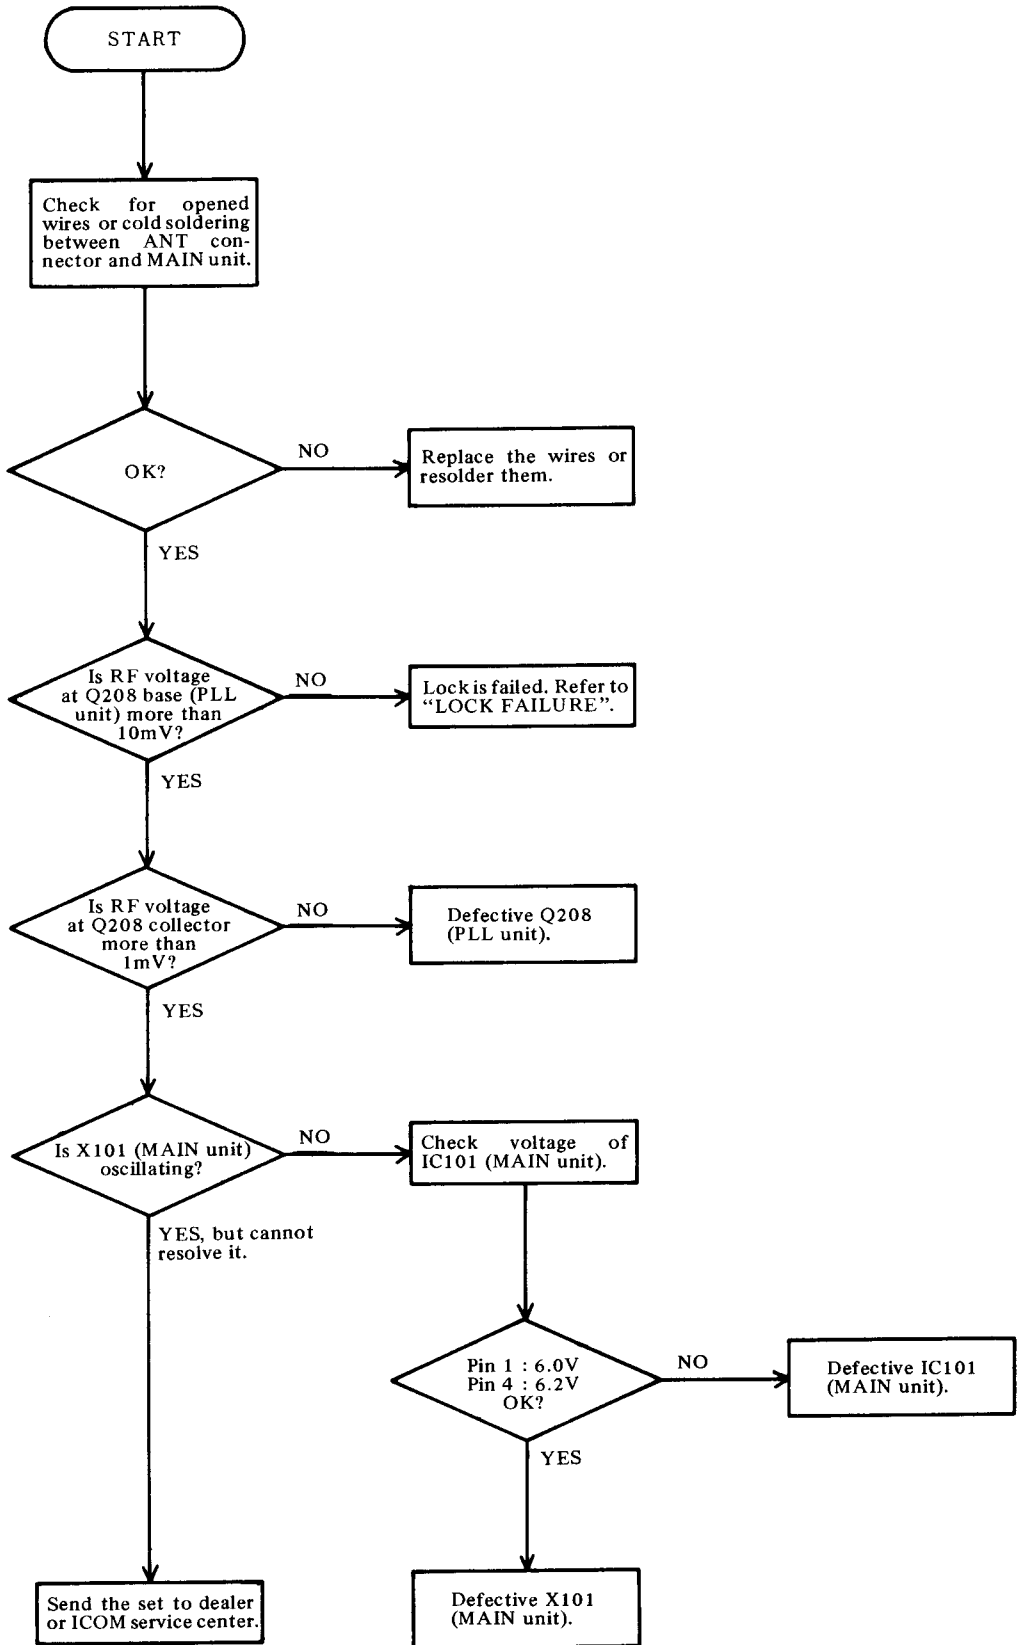 START
Check for opened
wires or cold soldering
between ANT con-
nector and MAIN unit.
OK?
NO
Replace the wires or
resolder them.
YES
Is RF voltage
at Q208 base (PLL
unit) more than
10mV?
NO
Lock is failed. Refer to
“LOCK FAILURE”.
YES
Is RF voltage
at Q208 collector
more than
1mV?
NO
Defective Q208
(PLL unit).
YES
Is X101 (MAIN unit)
oscillating?
NO
Check voltage of
IC101 (MAIN unit).
YES, but cannot
resolve it.
Pin 1 : 6.0V
Pin 4 : 6.2V
OK?
NO
Defective IC101
(MAIN unit).
YES
Send the set to dealer
or ICOM service center.
Defective X101
(MAIN unit).